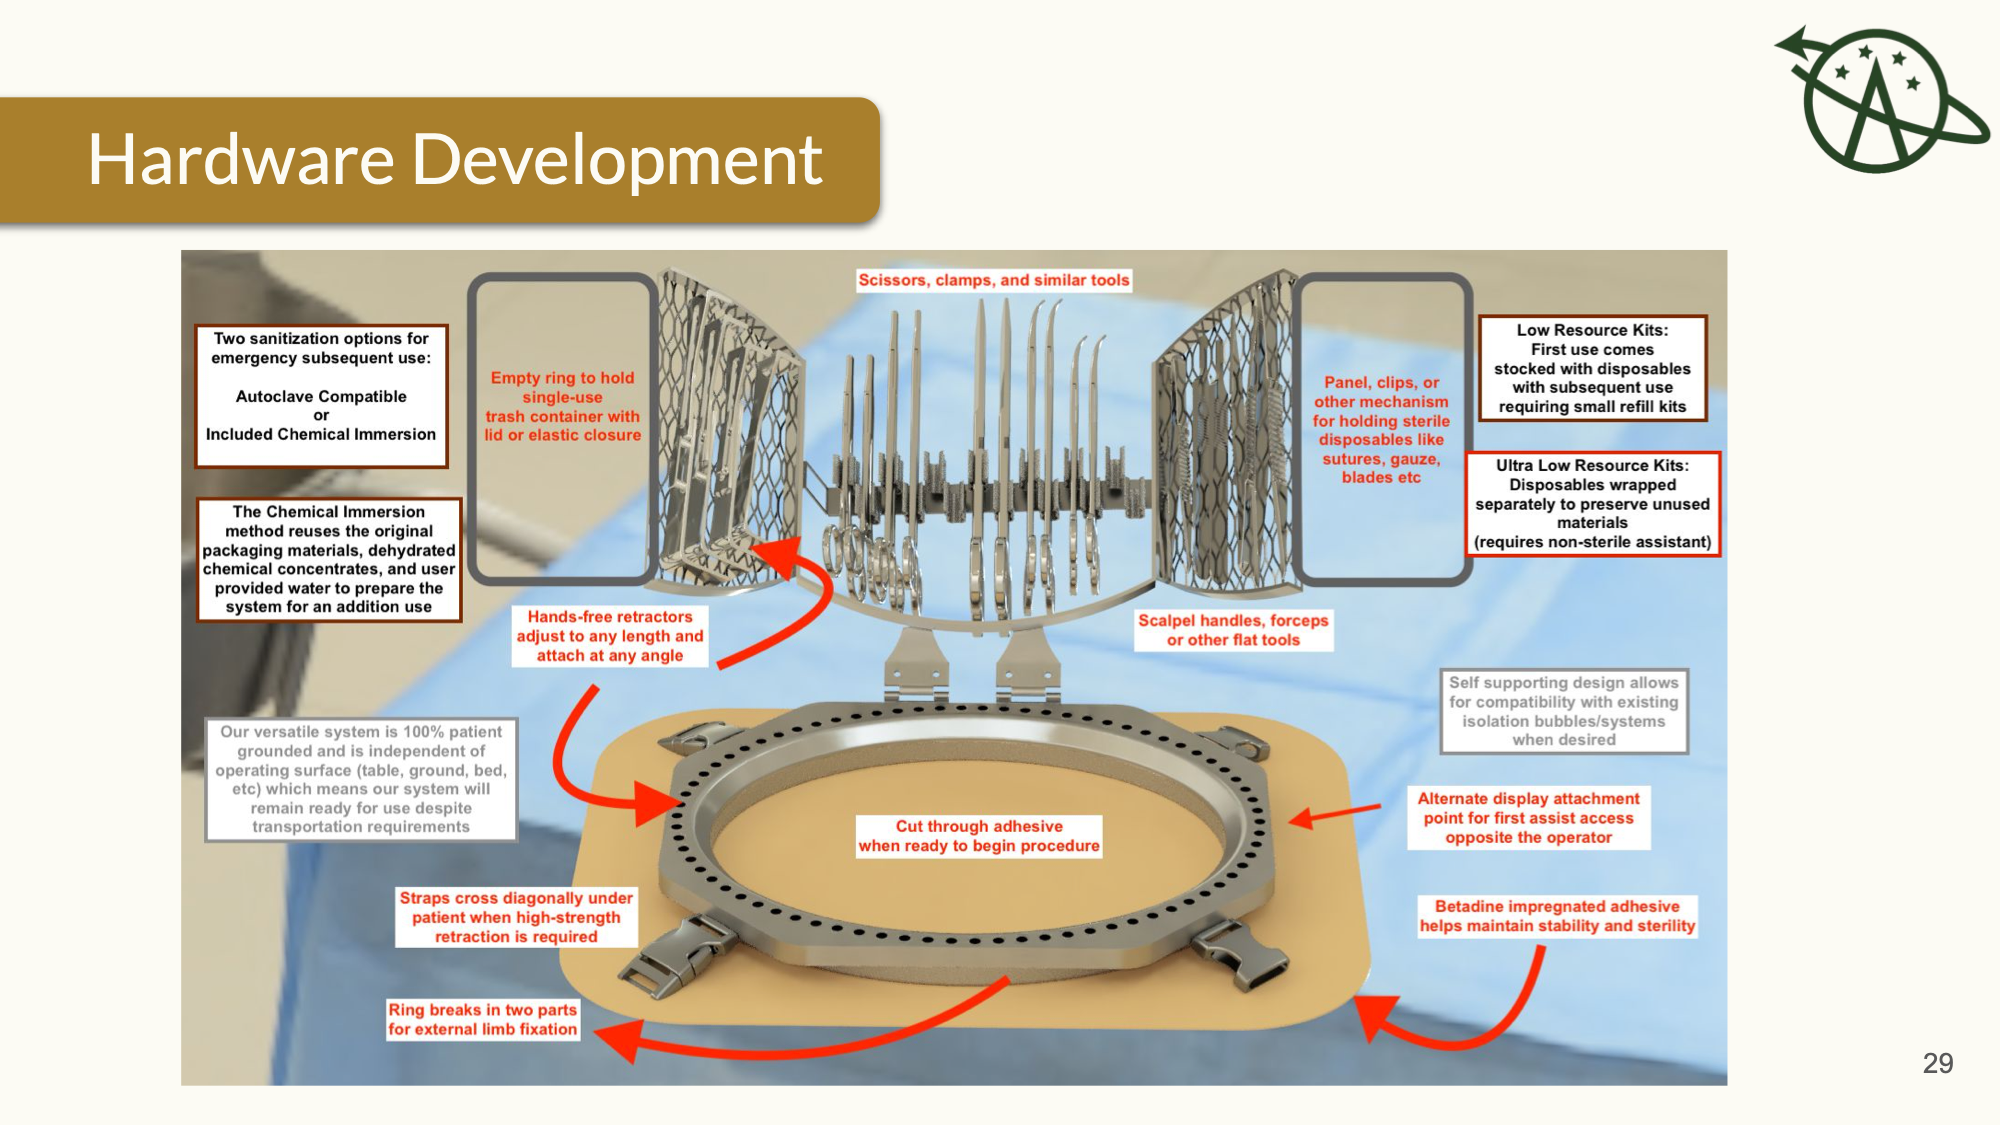 Hardware Development
Scissors, clamps, and similar tools
Two sanitization options for
emergency subsequent use:
Autoclave Compatible
or
Included Chemical Immersion
The Chemical Immersion
method reuses the original
packaging materials, dehydrated
chemical concentrates, and user
provided water to prepare the
system for an addition use
Empty ring to hold
single-use
trash container with
lid or elastic closure
Panel, clips, or
other mechanism
for holding sterile
disposables like
sutures, gauze,
blades etc
Low Resource Kits:
First use comes
stocked with disposables
with subsequent use
requiring small refill kits
Ultra Low Resource Kits:
Disposables wrapped
separately to preserve unused
materials
(requires non-sterile assistant)
Hands-free retractors
adjust to any length and
attach at any angle
Scalpel handles, forceps
or other flat tools
Our versatile system is 100% patient
grounded and is independent of
operating surface (table, ground, bed,
etc) which means our system will
remain ready for use despite
transportation requirements
Self supporting design allows
for compatibility with existing
isolation bubbles/systems
when desired
Cut through adhesive
when ready to begin procedure
Alternate display attachment
point for first assist access
opposite the operator
Straps cross diagonally under
patient when high-strength
retraction is required
Betadine impregnated adhesive
helps maintain stability and sterility
Ring breaks in two parts
for external limb fixation
29